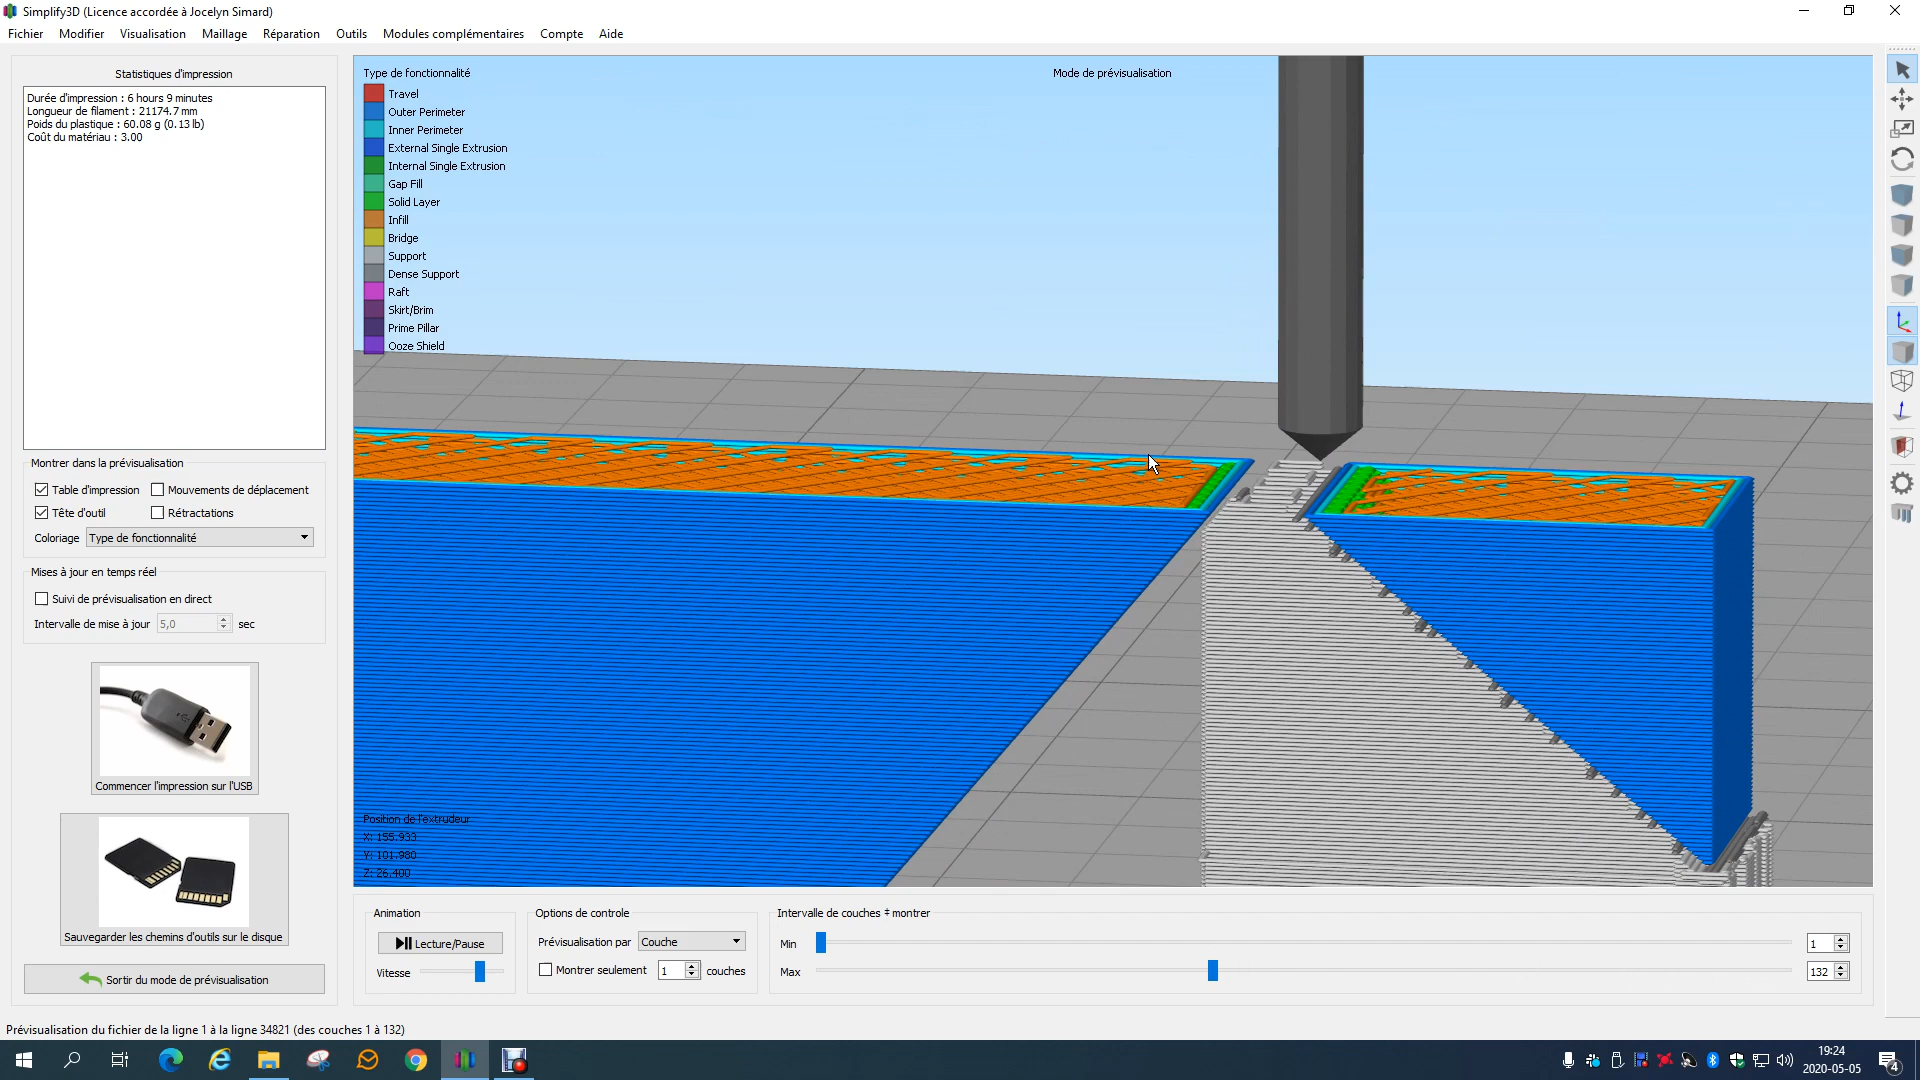 Simplify3D (Licence accordée à Jocelyn Simard)
Fichier Modifier Visualisation Maillage Réparation Outils Modules complémentaires Compte Aide
Statistiques d'impression
Durée d'impression : 6 hours 9 minutes
Longueur de filament : 21174.7 mm
Poids du plastique : 60.08 g (0.13 lb)
Coût du matériau : 3.00
Montrer dans la prévisualisation
Table d'impression Mouvements de déplacement
Tête d'outil Rétractations
Coloriage Type de fonctionnalité
Mises à jour en temps réel
Suivi de prévisualisation en direct
Intervalle de mise à jour 5,0 sec
Commencer l'impression sur l'USB
Sauvegarder les chemins d'outils sur le disque
Sortir du mode de prévisualisation
Type de fonctionnalité
Travel
Outer Perimeter
Inner Perimeter
External Single Extrusion
Internal Single Extrusion
Gap Fill
Solid Layer
Infill
Bridge
Support
Dense Support
Raft
Skirt/Brim
Prime Pillar
Ooze Shield
Mode de prévisualisation
Position de l'extrudeur
X: 155.933
Y: 101.980
Z: 26.400
Animation
Lecture/Pause
Vitesse
Options de controle
Prévisualisation par Couche
Montrer seulement 1 couches
Intervalle de couches ‡ montrer
Min 1
Max 132
Prévisualisation du fichier de la ligne 1 à la ligne 34821 (des couches 1 à 132)
19:24
2020-05-05
4